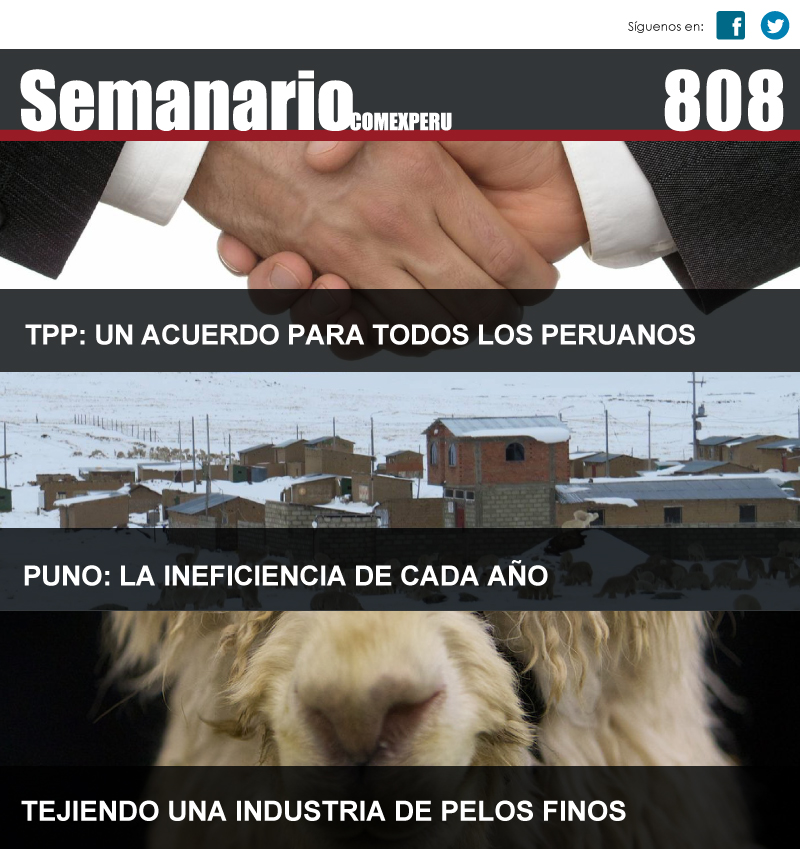 Síguenos en:
Semanario COMEXPERU 808
TPP: UN ACUERDO PARA TODOS LOS PERUANOS
PUNO: LA INEFICIENCIA DE CADA AÑO
TEJIENDO UNA INDUSTRIA DE PELOS FINOS